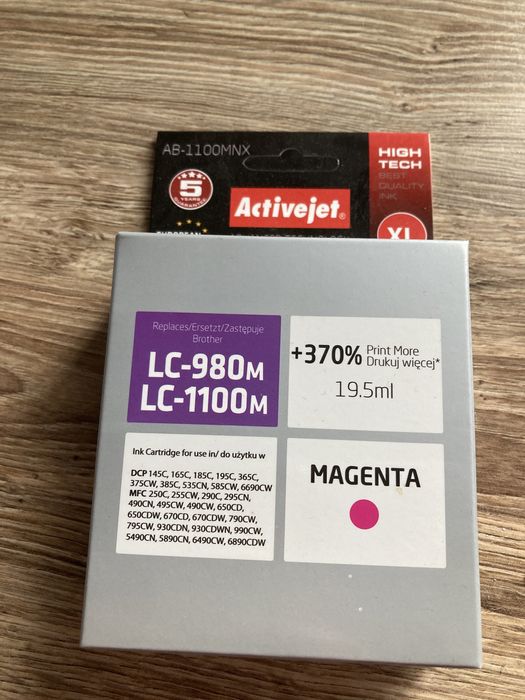 AB-1100MNX
HIGH
TECH
BEST
QUALITY
INK
5
YEARS
GUARANTEE
Activejet®
XL
EUROPEAN
Replaces/Ersetzt/Zastępuje
Brother
LC-980M
LC-1100M
+370% Print More
Drukuj więcej*
19.5ml
Ink Cartridge for use in/ do użytku w
DCP 145C, 165C, 185C, 195C, 365C,
375CW, 385C, 535CN, 585CW, 6690CW
MFC 250C, 255CW, 290C, 295CN,
490CN, 495CW, 490CW, 650CD,
650CDW, 670CD, 670CDW, 790CW,
795CW, 930CDN, 930CDWN, 990CW,
5490CN, 5890CN, 6490CW, 6890CDW
MAGENTA